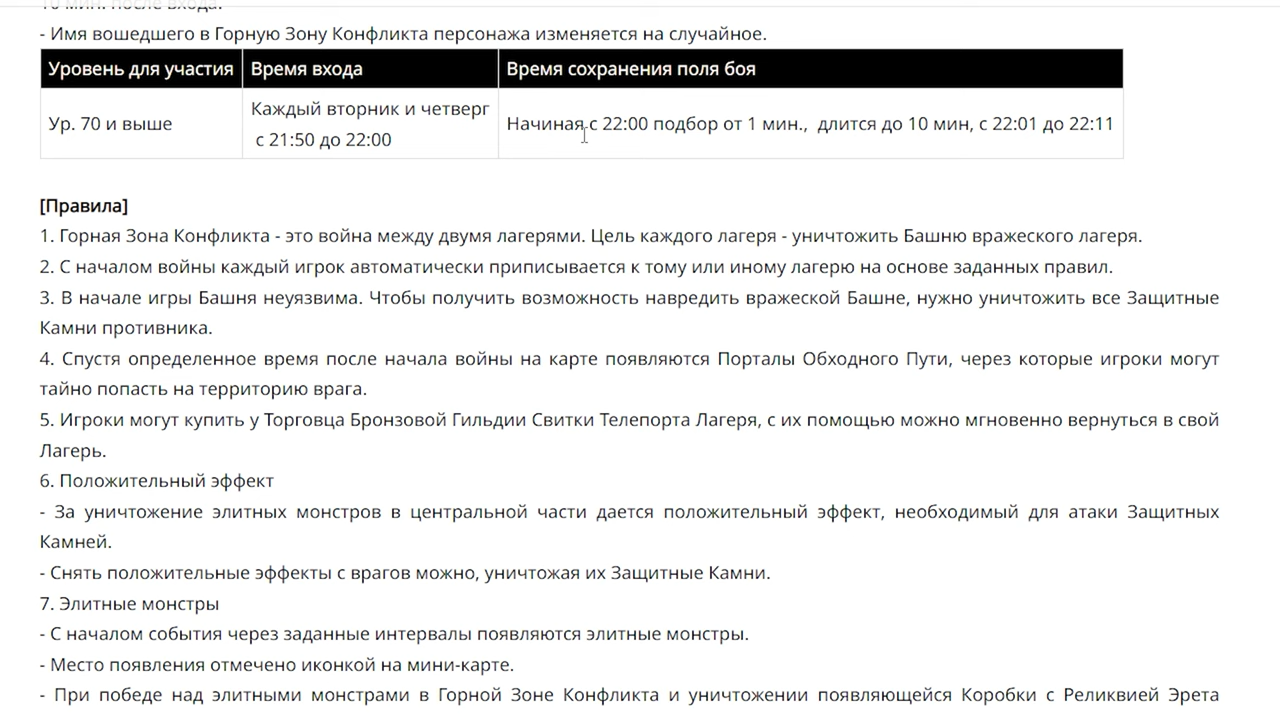 10 мин. после входа.
- Имя вошедшего в Горную Зону Конфликта персонажа изменяется на случайное.
Уровень для участия Время входа Время сохранения поля боя
Каждый вторник и четверг
Ур. 70 и выше Начиная с 22:00 подбор от 1 мин., длится до 10 мин, с 22:01 до 22:11
с 21:50 до 22:00
[Правила]
1. Горная Зона Конфликта - это война между двумя лагерями. Цель каждого лагеря - уничтожить Башню вражеского лагеря.
2. С началом войны каждый игрок автоматически приписывается к тому или иному лагерю на основе заданных правил.
3. В начале игры Башня неуязвима. Чтобы получить возможность навредить вражеской Башне, нужно уничтожить все Защитные
Камни противника.
4. Спустя определенное время после начала войны на карте появляются Порталы Обходного Пути, через которые игроки могут
тайно попасть на территорию врага.
5. Игроки могут купить у Торговца Бронзовой Гильдии Свитки Телепорта Лагеря, с их помощью можно мгновенно вернуться в свой
Лагерь.
6. Положительный эффект
- За уничтожение элитных монстров в центральной части дается положительный эффект, необходимый для атаки Защитных
Камней.
- Снять положительные эффекты с врагов можно, уничтожая их Защитные Камни.
7. Элитные монстры
- С началом события через заданные интервалы появляются элитные монстры.
- Место появления отмечено иконкой на мини-карте.
- При победе над элитными монстрами в Горной Зоне Конфликта и уничтожении появляющейся Коробки с Реликвией Эрета